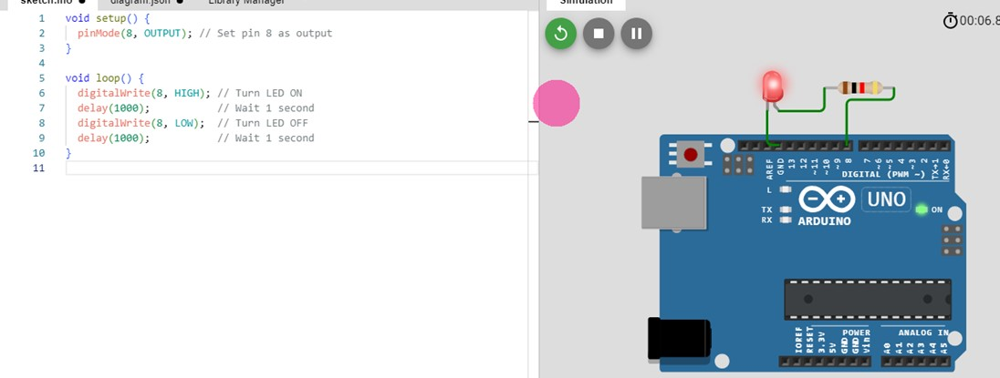 sketch.ino ● diagram.json ● Library Manager
1 void setup() {
2 pinMode(8, OUTPUT); // Set pin 8 as output
3 }
4
5 void loop() {
6 digitalWrite(8, HIGH); // Turn LED ON
7 delay(1000); // Wait 1 second
8 digitalWrite(8, LOW); // Turn LED OFF
9 delay(1000); // Wait 1 second
10 }
11
Simulation
00:06.8
AREF GND 13 12 ~11 ~10 ~9 8 7 ~6 ~5 4 ~3 2 TX→1 RX←0
DIGITAL (PWM ~)
L
TX
RX
UNO
ON
ARDUINO
IOREF RESET 3.3V 5V GND GND Vin
POWER
ANALOG IN
A0 A1 A2 A3 A4 A5